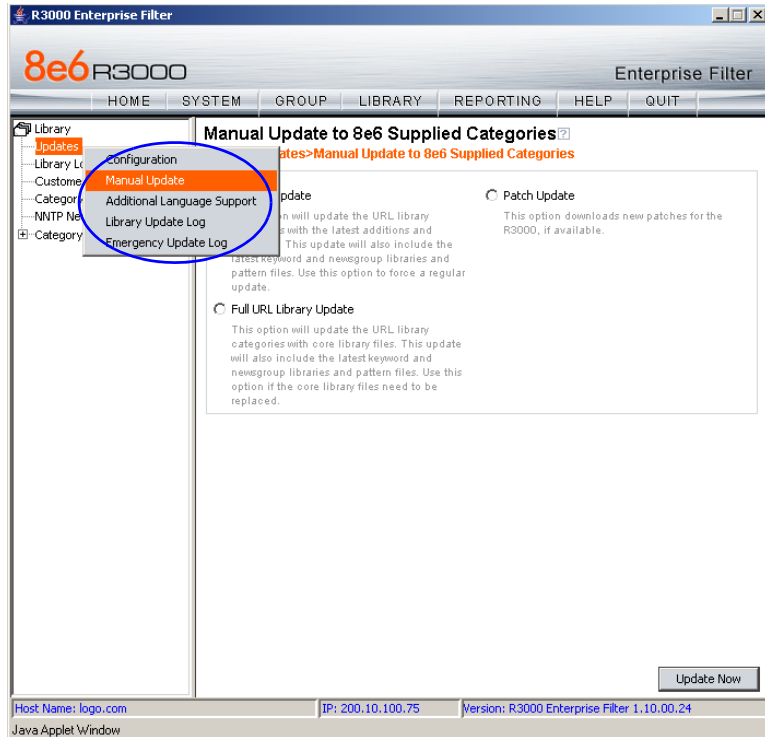 R3000 Enterprise Filter
8e6 R3000
Enterprise Filter
HOME SYSTEM GROUP LIBRARY REPORTING HELP QUIT
Library
Updates
Library Lo
Custome
Categor
NNTP Ne
Category
Configuration
Manual Update
Additional Language Support
Library Update Log
Emergency Update Log
Manual Update to 8e6 Supplied Categories
ates>Manual Update to 8e6 Supplied Categories
pdate
n will update the URL library
s with the latest additions and
This update will also include the
latest keyword and newsgroup libraries and
pattern files. Use this option to force a regular
update.
Patch Update
This option downloads new patches for the
R3000, if available.
Full URL Library Update
This option will update the URL library
categories with core library files. This update
will also include the latest keyword and
newsgroup libraries and pattern files. Use this
option if the core library files need to be
replaced.
Update Now
Host Name: logo.com IP: 200.10.100.75 Version: R3000 Enterprise Filter 1.10.00.24
Java Applet Window